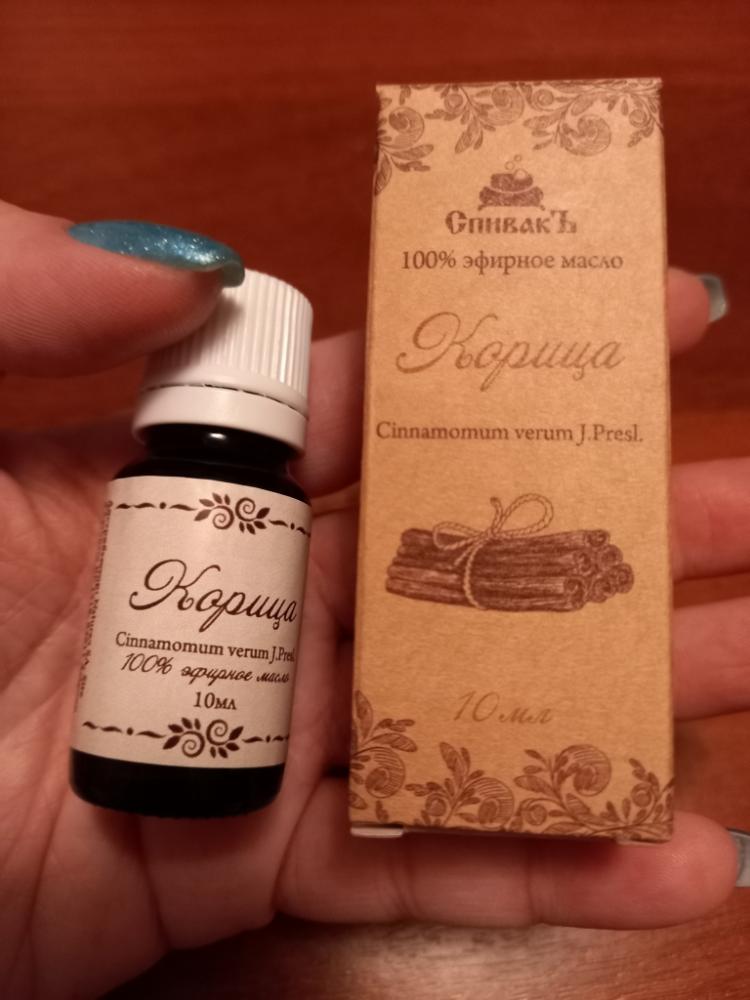 СпивакЪ
100% эфирное масло
Корица
Cinnamomum verum J.Presl.
10 мл
Корица
Cinnamomum verum J.Presl.
100% эфирное масло
10мл